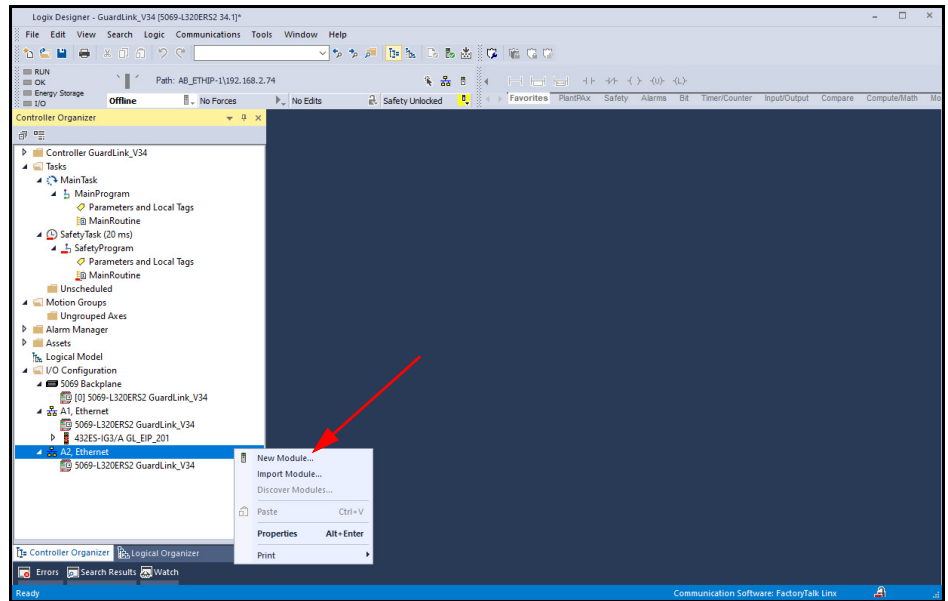 Logix Designer - GuardLink_V34 [5069-L320ERS2 34.1]*
File Edit View Search Logic Communications Tools Window Help
RUN
OK
Energy Storage
I/O
Path: AB_ETHIP-1\192.168.2.74
Offline No Forces No Edits Safety Unlocked
Favorites PlantPAx Safety Alarms Bit Timer/Counter Input/Output Compare Compute/Math Mo
Controller Organizer
Controller GuardLink_V34
Tasks
MainTask
MainProgram
Parameters and Local Tags
MainRoutine
SafetyTask (20 ms)
SafetyProgram
Parameters and Local Tags
MainRoutine
Unscheduled
Motion Groups
Ungrouped Axes
Alarm Manager
Assets
Logical Model
I/O Configuration
5069 Backplane
[0] 5069-L320ERS2 GuardLink_V34
A1, Ethernet
5069-L320ERS2 GuardLink_V34
432ES-IG3/A GL_EIP_201
A2, Ethernet
5069-L320ERS2 GuardLink_V34
New Module...
Import Module...
Discover Modules...
Paste Ctrl+V
Properties Alt+Enter
Print
Controller Organizer Logical Organizer
Errors Search Results Watch
Ready Communication Software: FactoryTalk Linx